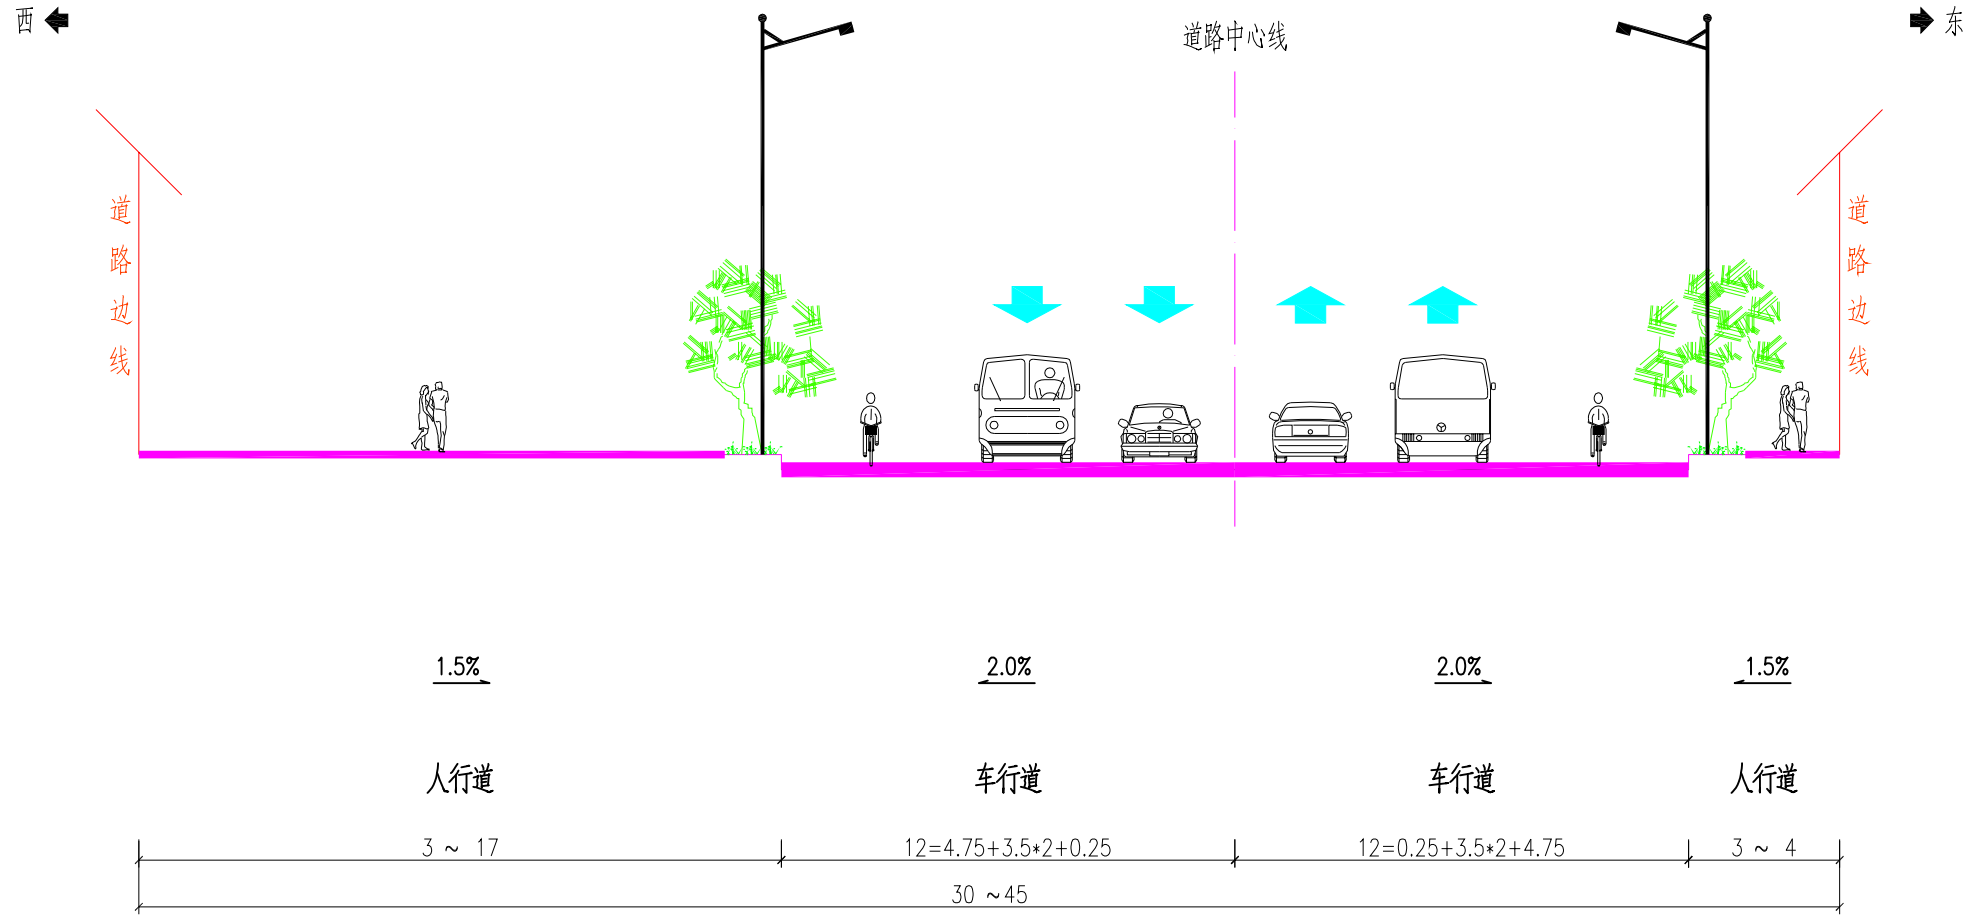 西
东
道路中心线
道路边线
道路边线
1.5%
2.0%
2.0%
1.5%
人行道
车行道
车行道
人行道
3 ~ 17
12=4.75+3.5*2+0.25
12=0.25+3.5*2+4.75
3 ~ 4
30 ~45